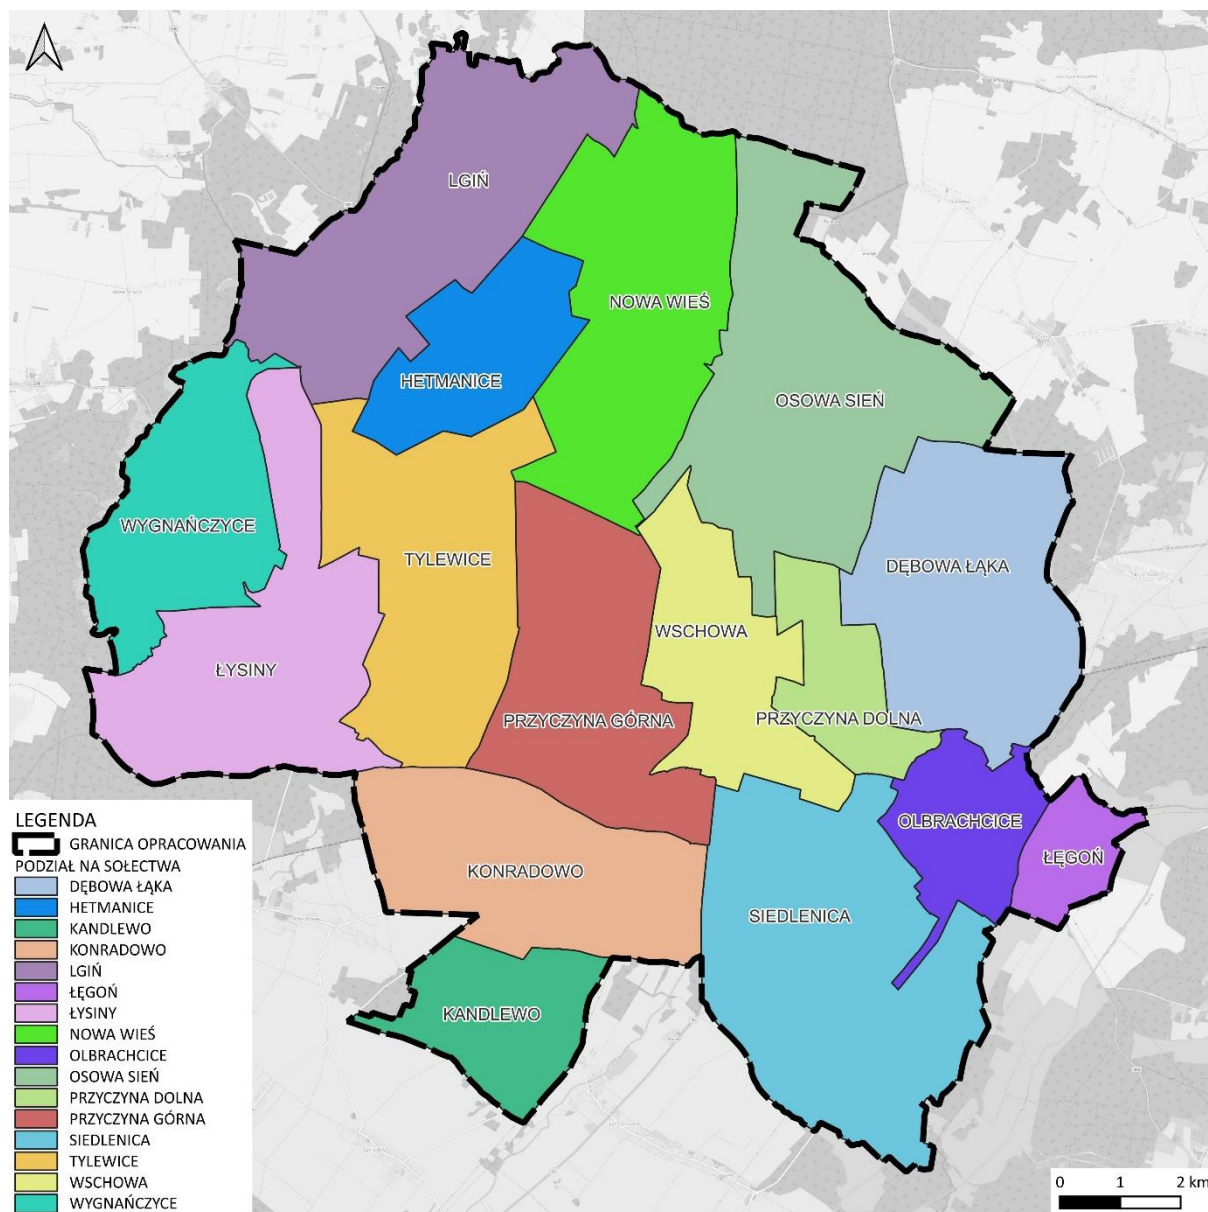 LGIŃ
NOWA WIEŚ
HETMANICE
OSOWA SIEŃ
WYGNAŃCZYCE
TYLEWICE
DĘBOWA ŁĄKA
WSCHOWA
ŁYSINY
PRZYCZYNA GÓRNA
PRZYCZYNA DOLNA
OLBRACHCICE
ŁĘGOŃ
KONRADOWO
SIEDLENICA
KANDLEWO
LEGENDA
GRANICA OPRACOWANIA
PODZIAŁ NA SOŁECTWA
DĘBOWA ŁĄKA
HETMANICE
KANDLEWO
KONRADOWO
LGIŃ
ŁĘGOŃ
ŁYSINY
NOWA WIEŚ
OLBRACHCICE
OSOWA SIEŃ
PRZYCZYNA DOLNA
PRZYCZYNA GÓRNA
SIEDLENICA
TYLEWICE
WSCHOWA
WYGNAŃCZYCE
0 1 2 km